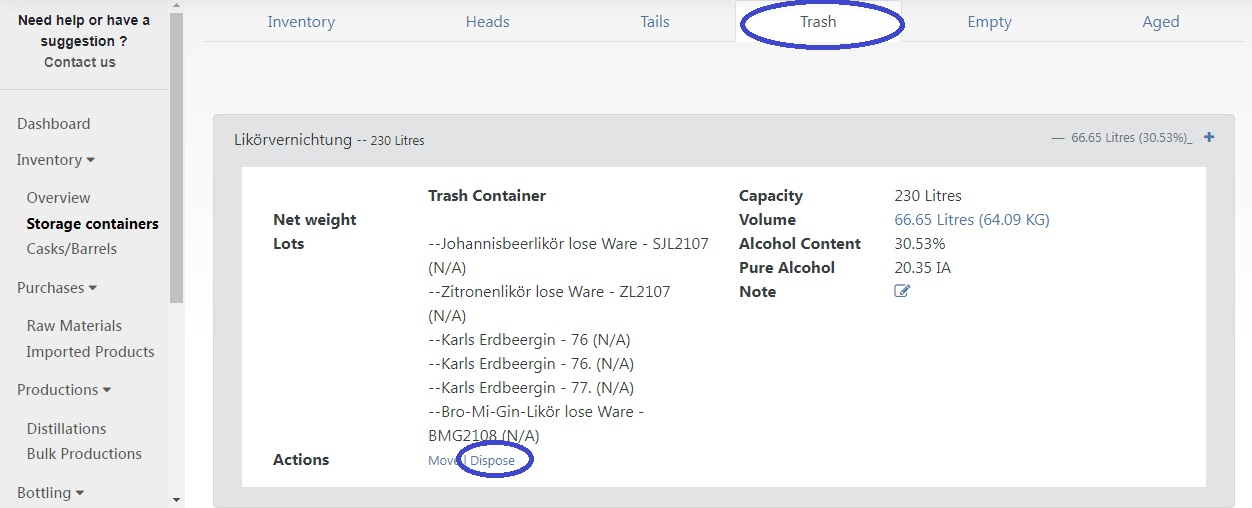 Need help or have a
suggestion ?
Contact us
Dashboard
Inventory
Overview
Storage containers
Casks/Barrels
Purchases
Raw Materials
Imported Products
Productions
Distillations
Bulk Productions
Bottling
Inventory Heads Tails Trash Empty Aged
Likörvernichtung -- 230 Litres — 66.65 Litres (30.53%)_ +
Trash Container
Net weight
Lots
--Johannisbeerlikör lose Ware - SJL2107
(N/A)
--Zitronenlikör lose Ware - ZL2107
(N/A)
--Karls Erdbeergin - 76 (N/A)
--Karls Erdbeergin - 76. (N/A)
--Karls Erdbeergin - 77. (N/A)
--Bro-Mi-Gin-Likör lose Ware -
BMG2108 (N/A)
Actions Move | Dispose
Capacity 230 Litres
Volume 66.65 Litres (64.09 KG)
Alcohol Content 30.53%
Pure Alcohol 20.35 lA
Note